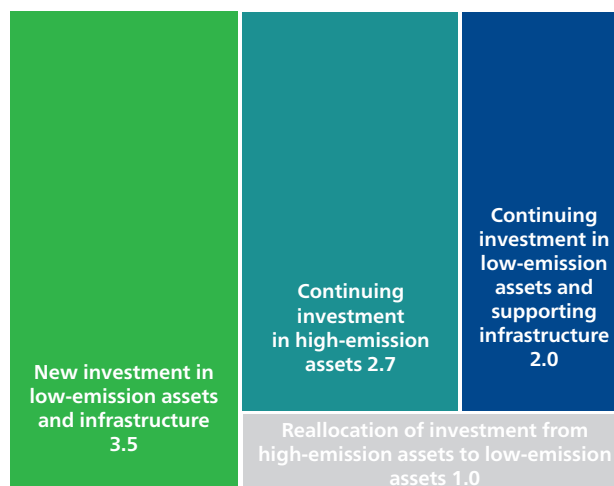 New investment in
low-emission assets
and infrastructure
3.5
Continuing
investment
in high-emission
assets 2.7
Continuing
investment in
low-emission
assets and
supporting
infrastructure
2.0
Reallocation of investment from
high-emission assets to low-emission
assets 1.0